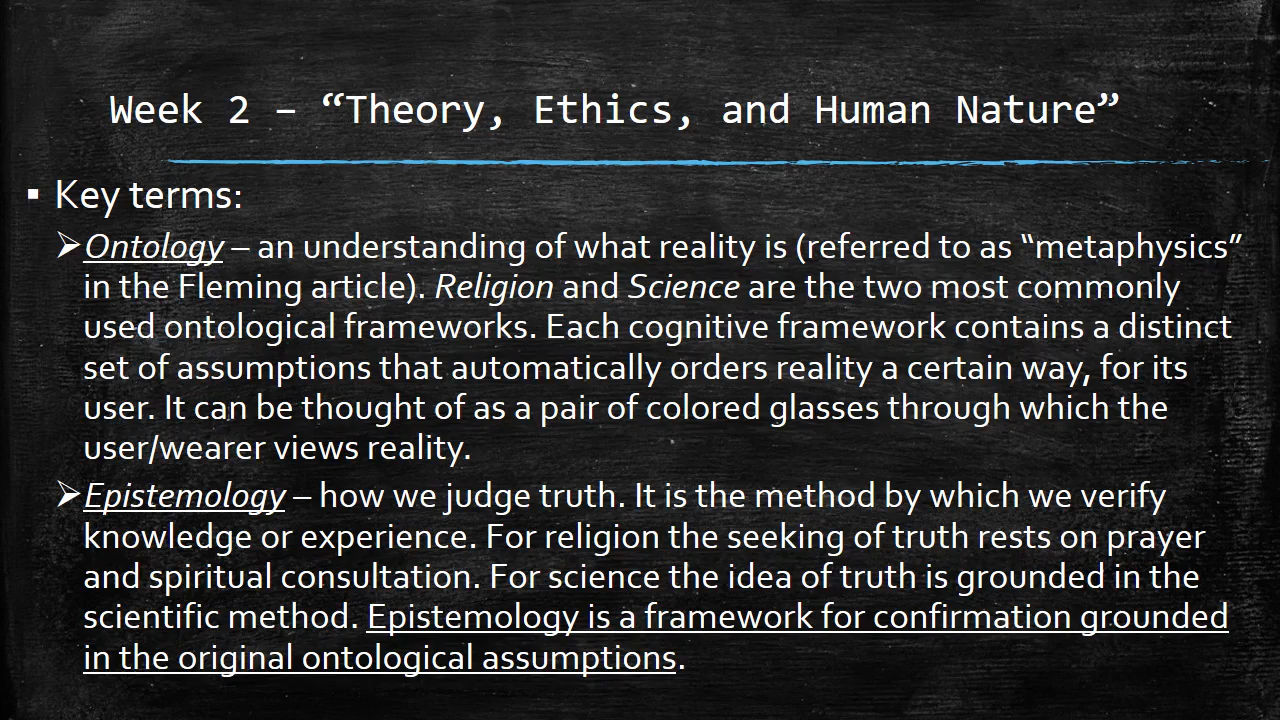 Week 2 – “Theory, Ethics, and Human Nature”
▪ Key terms:
➢Ontology – an understanding of what reality is (referred to as “metaphysics”
in the Fleming article). Religion and Science are the two most commonly
used ontological frameworks. Each cognitive framework contains a distinct
set of assumptions that automatically orders reality a certain way, for its
user. It can be thought of as a pair of colored glasses through which the
user/wearer views reality.
➢Epistemology – how we judge truth. It is the method by which we verify
knowledge or experience. For religion the seeking of truth rests on prayer
and spiritual consultation. For science the idea of truth is grounded in the
scientific method. Epistemology is a framework for confirmation grounded
in the original ontological assumptions.